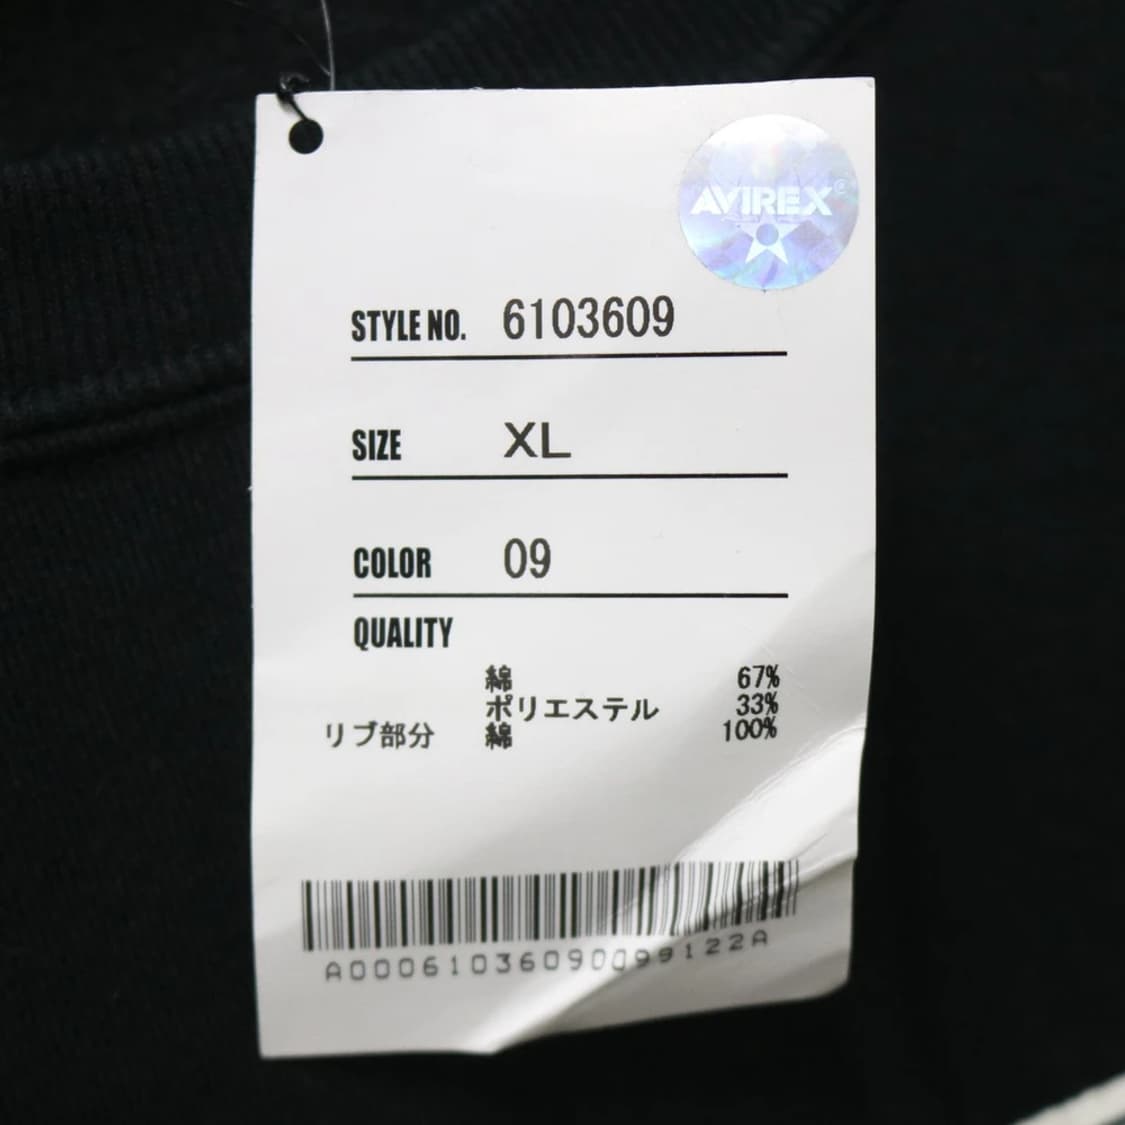 AVIREX
STYLE NO. 6103609
SIZE XL
COLOR 09
QUALITY
綿 67%
ポリエステル 33%
リブ部分 綿 100%
A00061036090099122A